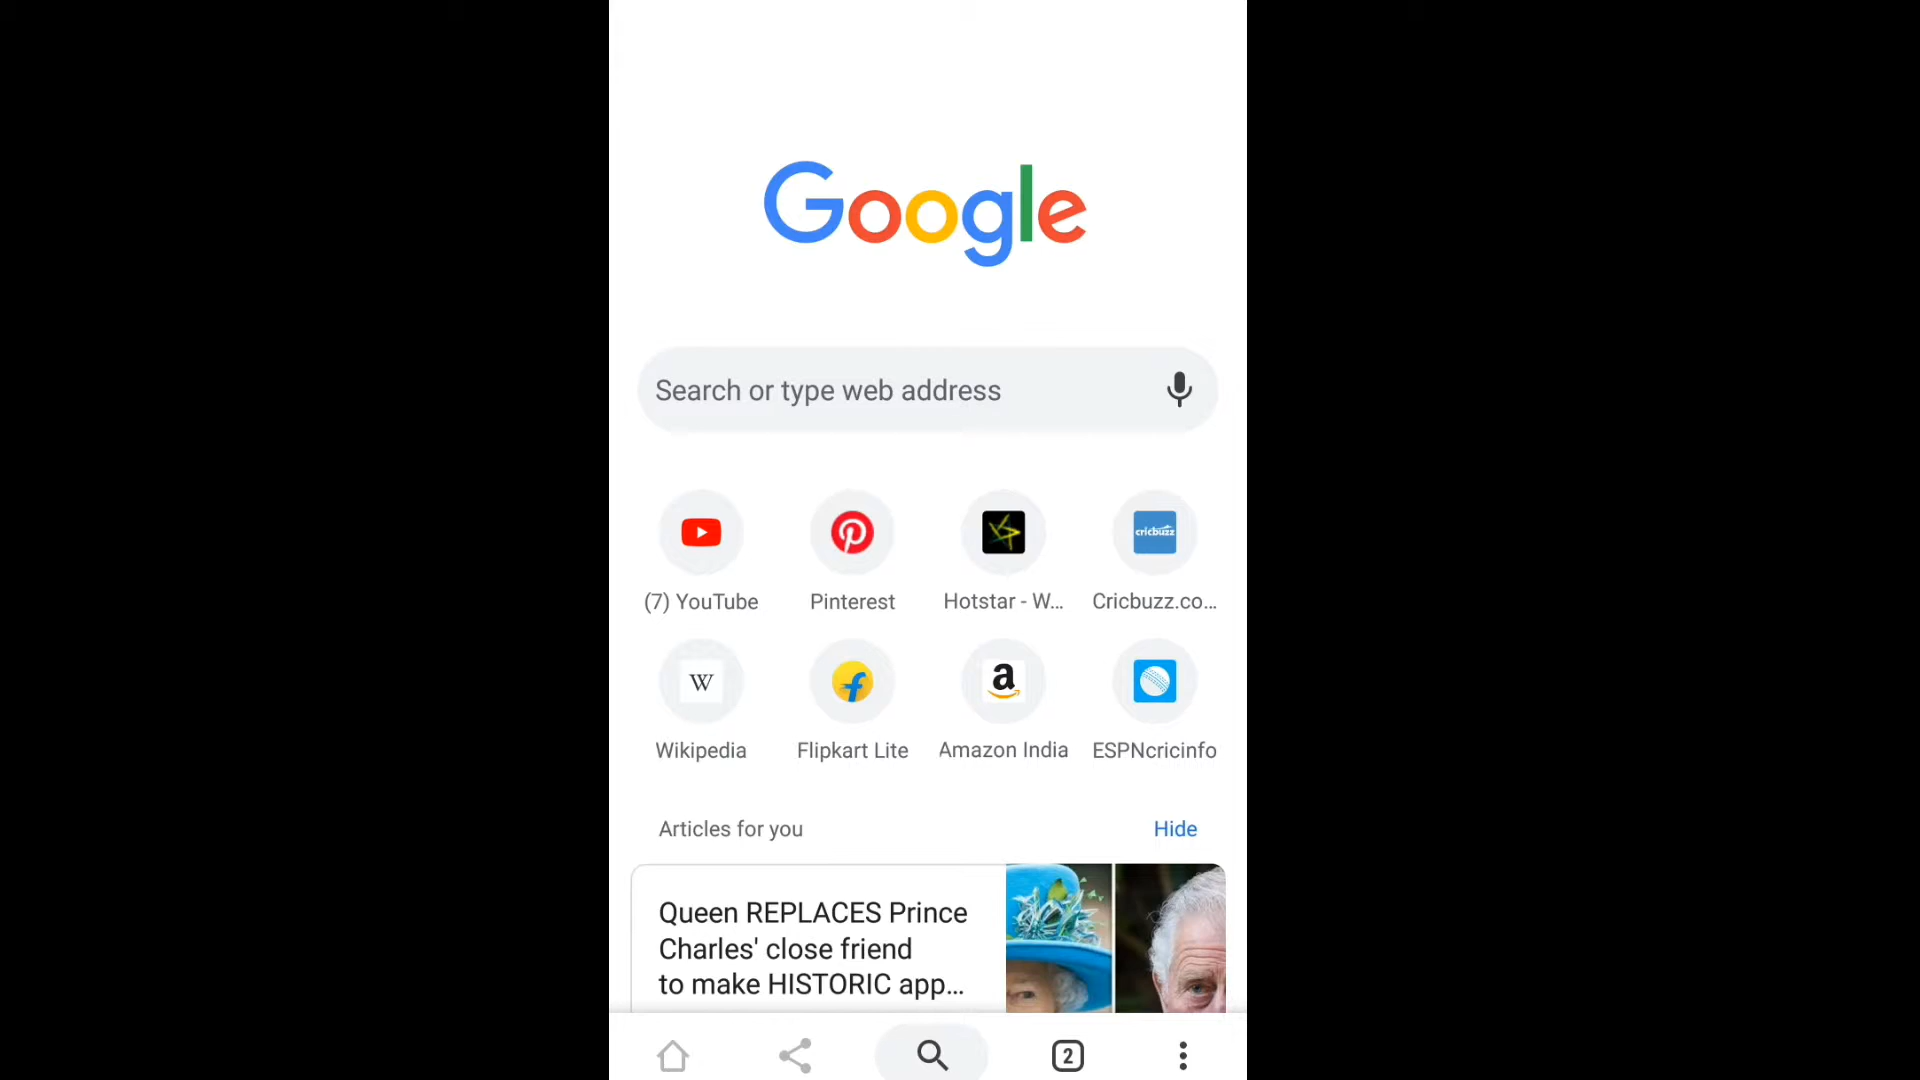 Google
Search or type web address
cricbuzz
(7) YouTube
Pinterest
Hotstar - W...
Cricbuzz.co...
W
f
a
Wikipedia
Flipkart Lite
Amazon India
ESPNcricinfo
Articles for you
Hide
Queen REPLACES Prince
Charles' close friend
to make HISTORIC app...
2